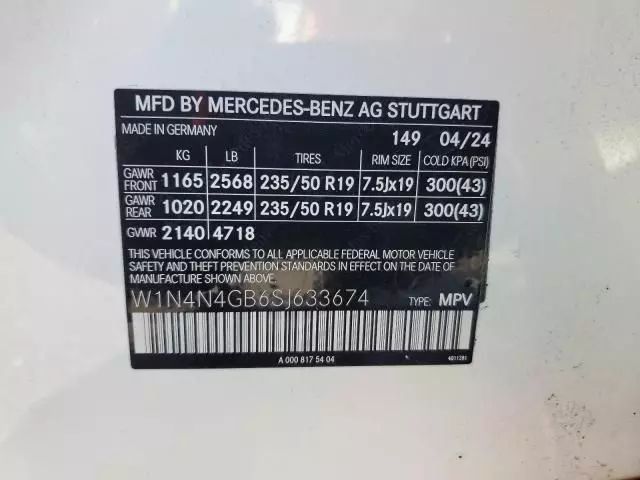 MFD BY MERCEDES-BENZ AG STUTTGART
MADE IN GERMANY 149 04/24
KG LB TIRES RIM SIZE COLD KPA (PSI)
GAWR FRONT 1165 2568 235/50 R19 7.5Jx19 300(43)
GAWR REAR 1020 2249 235/50 R19 7.5Jx19 300(43)
GVWR 2140 4718
THIS VEHICLE CONFORMS TO ALL APPLICABLE FEDERAL MOTOR VEHICLE
SAFETY AND THEFT PREVENTION STANDARDS IN EFFECT ON THE DATE OF
MANUFACTURE SHOWN ABOVE.
W1N4N4GB6SJ633674 TYPE: MPV
A 000 817 54 04